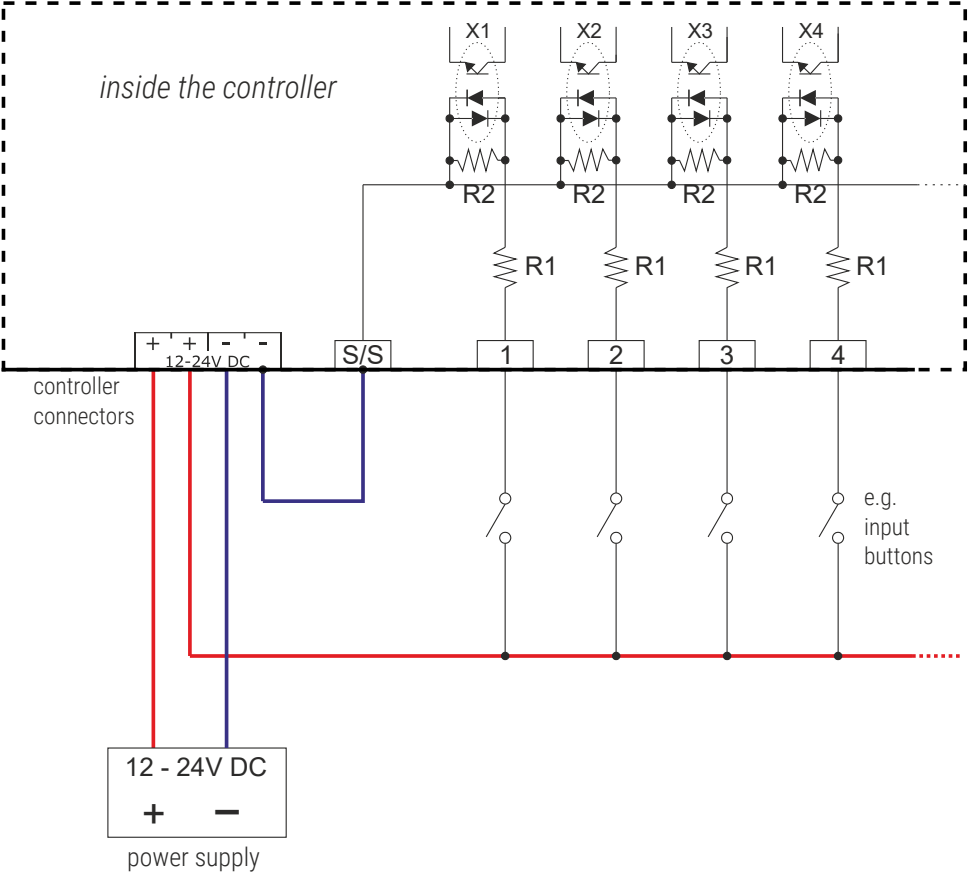 X1 X2 X3 X4
inside the controller
R2 R2 R2 R2
R1 R1 R1 R1
+ + - -
12-24V DC
S/S 1 2 3 4
controller
connectors
e.g.
input
buttons
12 - 24V DC
+ −
power supply